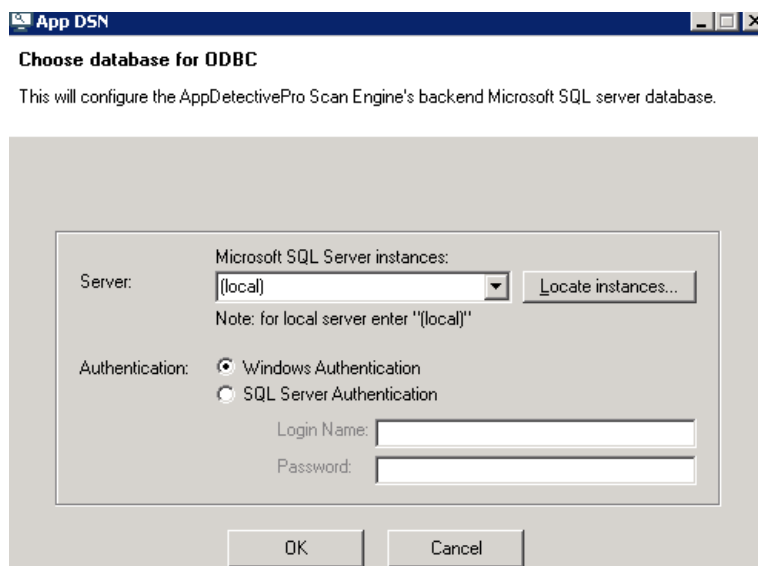 App DSN
Choose database for ODBC
This will configure the AppDetectivePro Scan Engine's backend Microsoft SQL server database.
Microsoft SQL Server instances:
Server: (local) Locate instances...
Note: for local server enter "(local)"
Authentication: Windows Authentication
SQL Server Authentication
Login Name:
Password:
OK Cancel